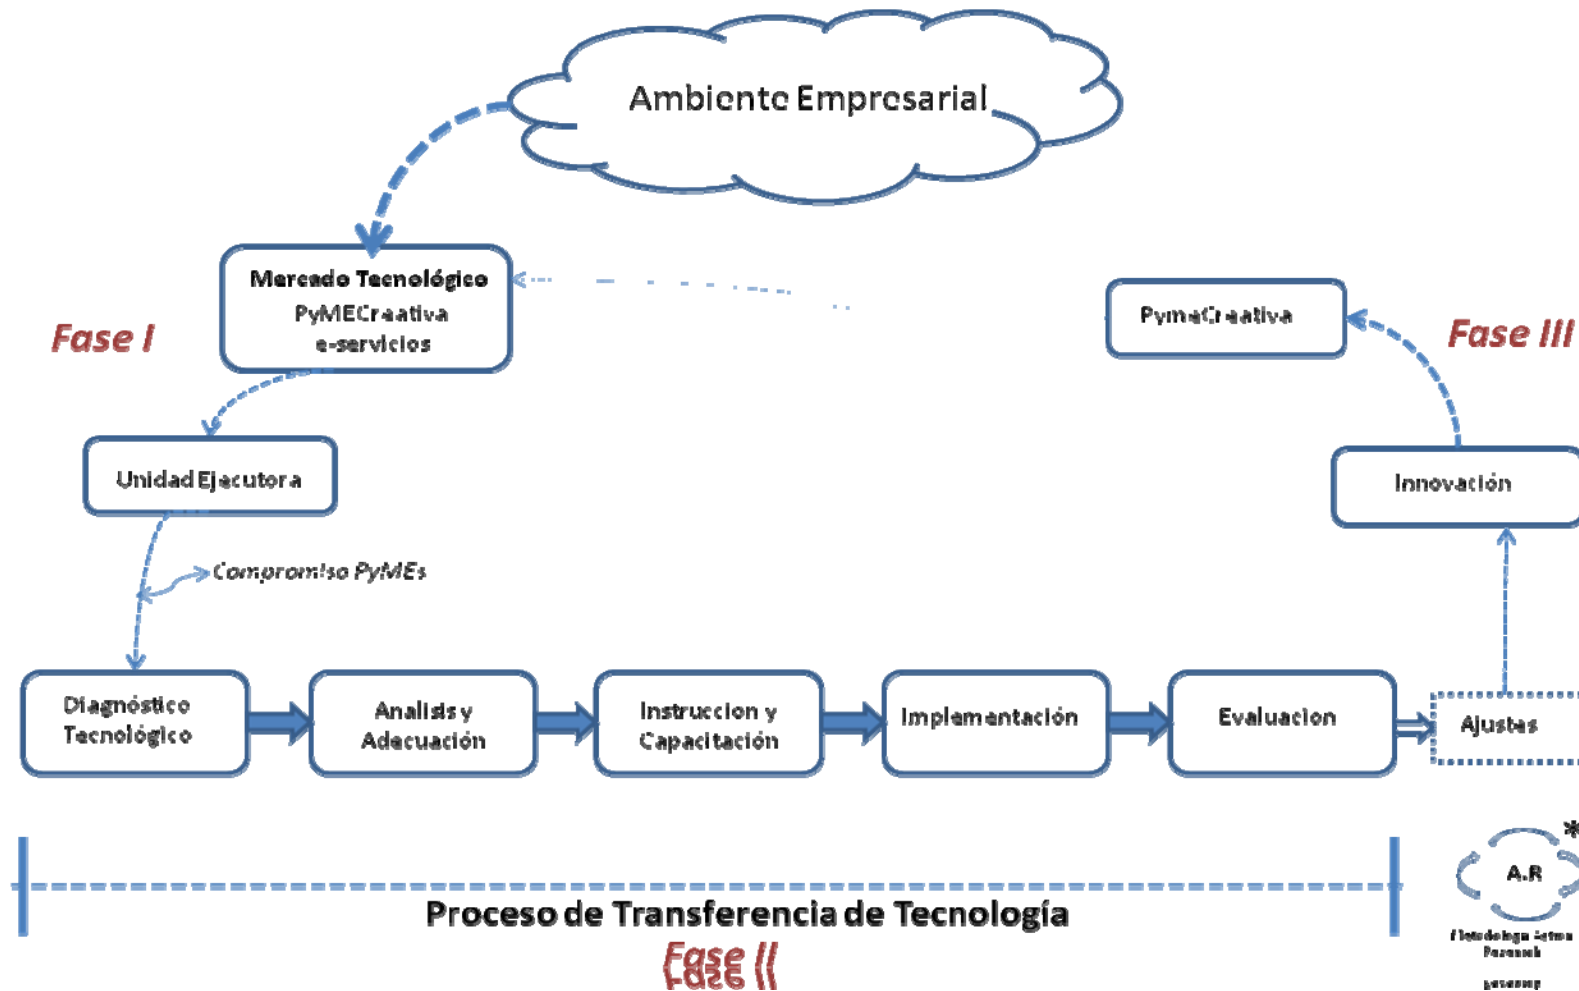 Ambiente Empresarial
Mercado Tecnológico
PyMECreativa
e-servicios
Fase I
PymeCreativa
Fase III
Unidad Ejecutora
Innovación
Compromiso PyMEs
Diagnóstico
Tecnológico
Analisis y
Adecuación
Instruccion y
Capacitación
Implementación
Evaluacion
Ajustes
*
A.R
Proceso de Transferencia de Tecnología
Fase II